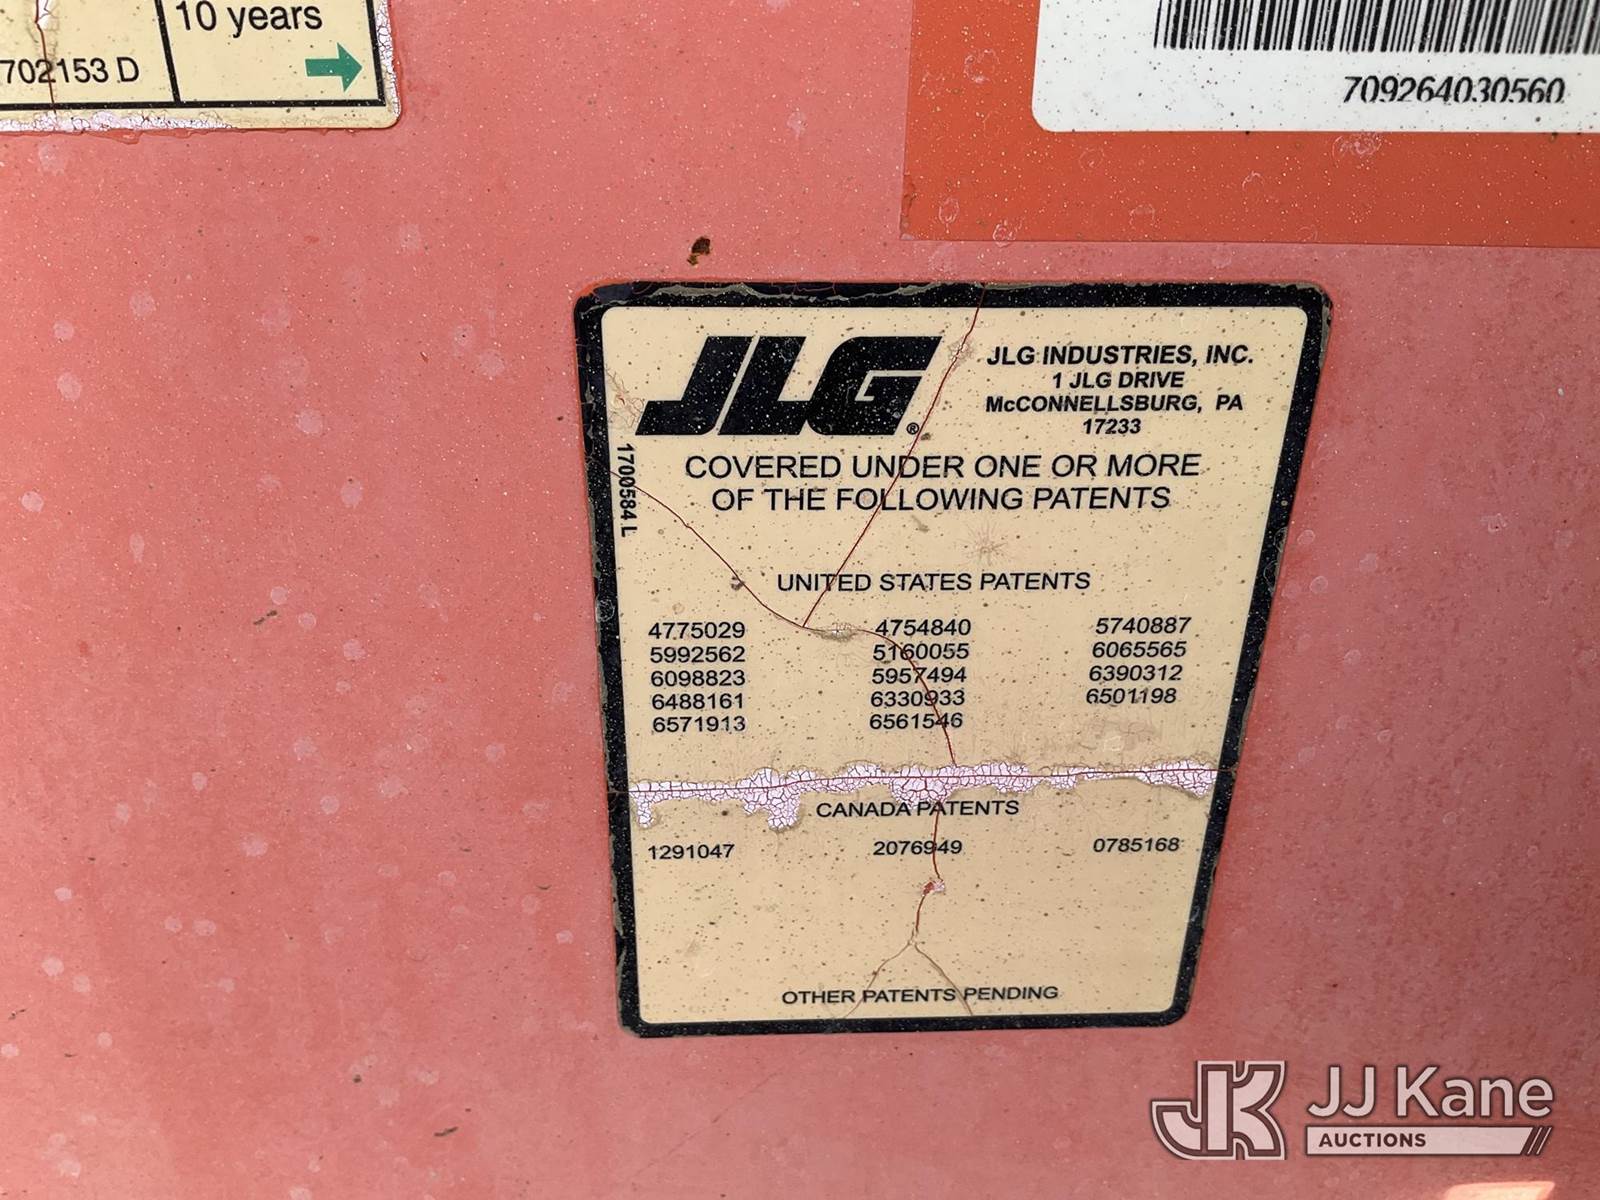 10 years
702153 D
709264030560
JLG®
JLG INDUSTRIES, INC.
1 JLG DRIVE
McCONNELLSBURG, PA
17233
1700584 L
COVERED UNDER ONE OR MORE
OF THE FOLLOWING PATENTS
UNITED STATES PATENTS
4775029 4754840 5740887
5992562 5160055 6065565
6098823 5957494 6390312
6488161 6330933 6501198
6571913 6561546
CANADA PATENTS
1291047 2076949 0785168
OTHER PATENTS PENDING
JK JJ Kane
AUCTIONS